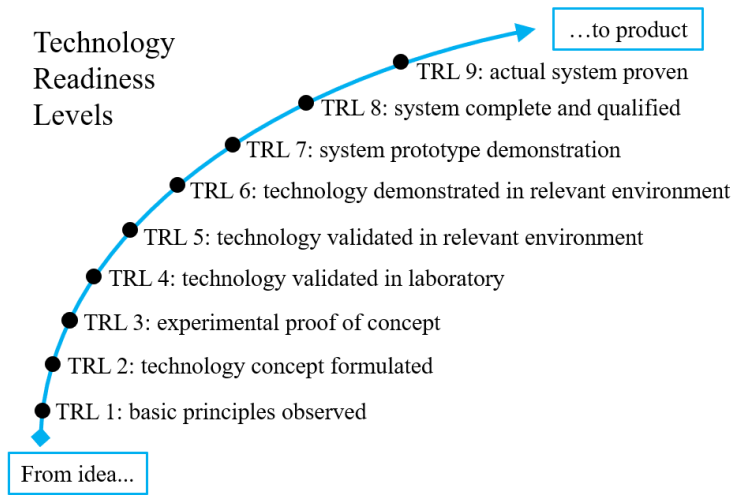 Technology
Readiness
Levels
…to product
TRL 9: actual system proven
TRL 8: system complete and qualified
TRL 7: system prototype demonstration
TRL 6: technology demonstrated in relevant environment
TRL 5: technology validated in relevant environment
TRL 4: technology validated in laboratory
TRL 3: experimental proof of concept
TRL 2: technology concept formulated
TRL 1: basic principles observed
From idea...